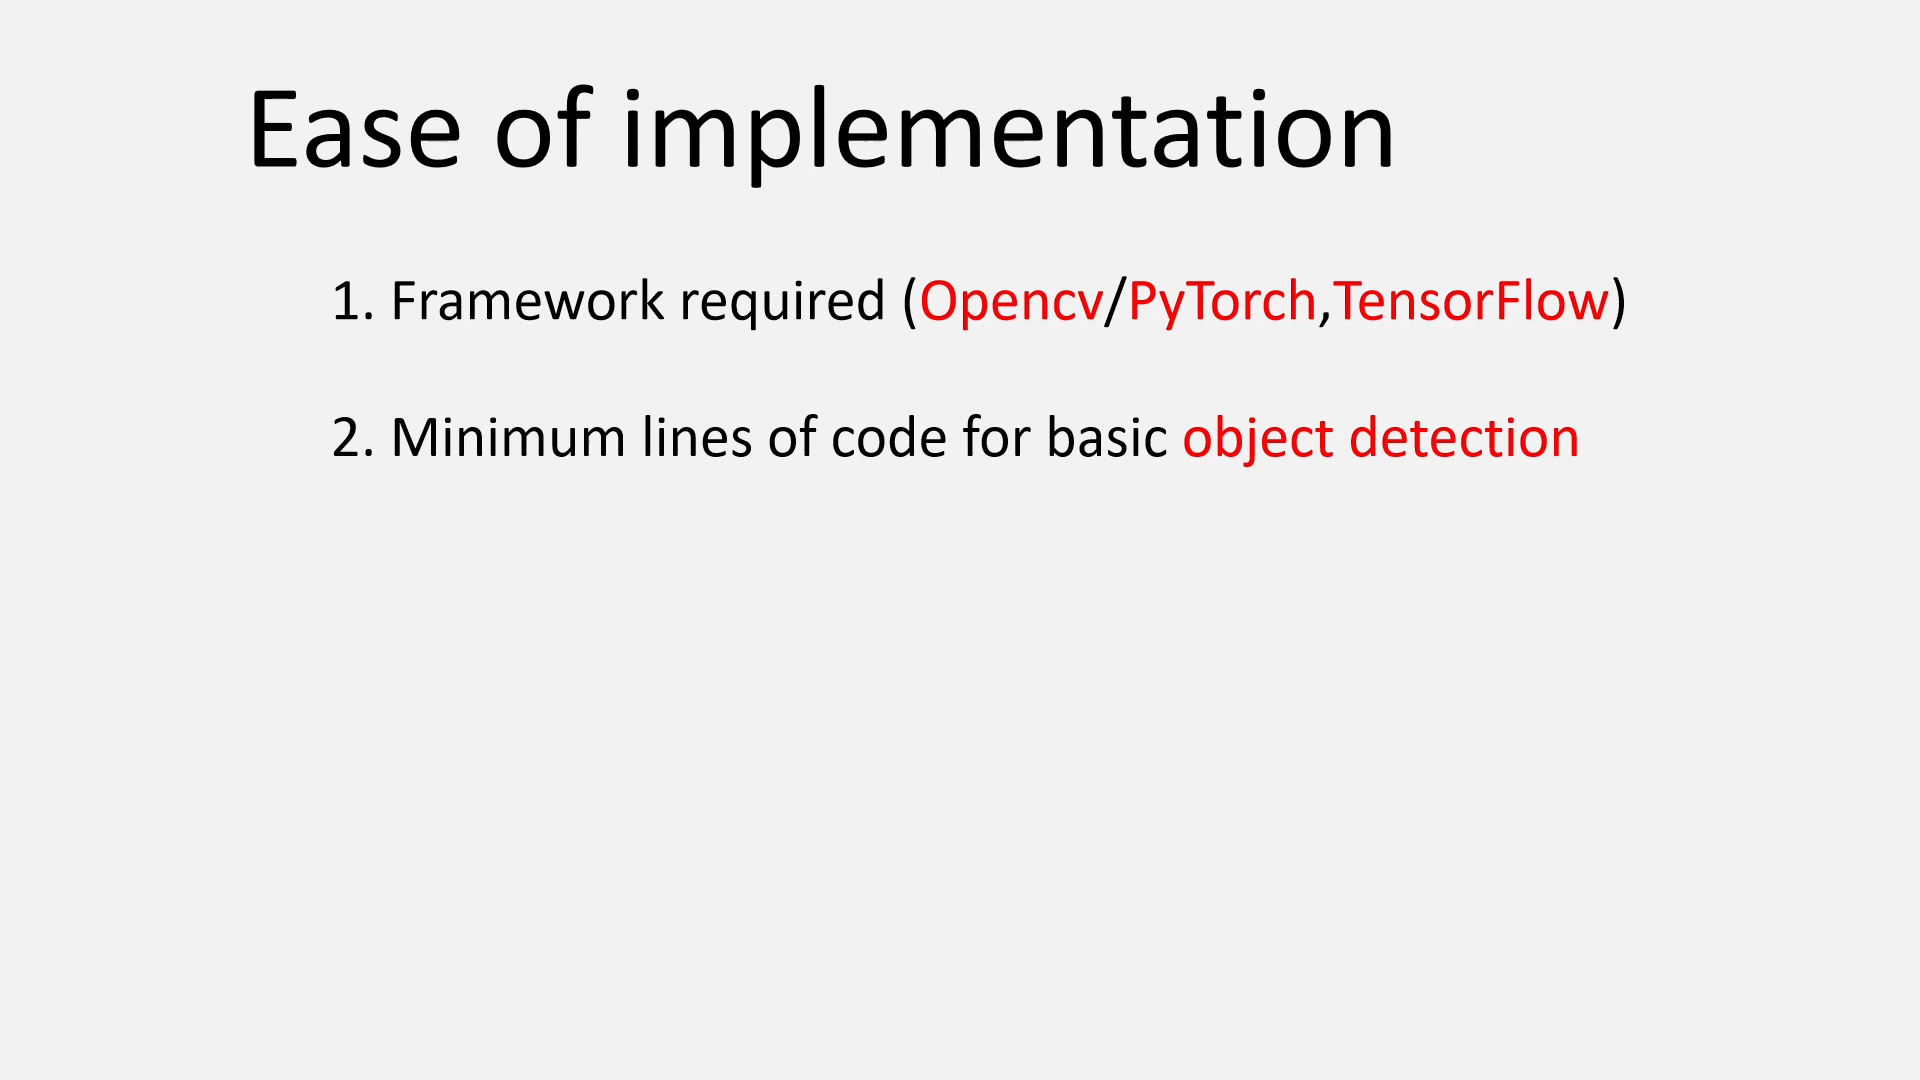 Ease of implementation
1. Framework required (Opencv/PyTorch,TensorFlow)
2. Minimum lines of code for basic object detection